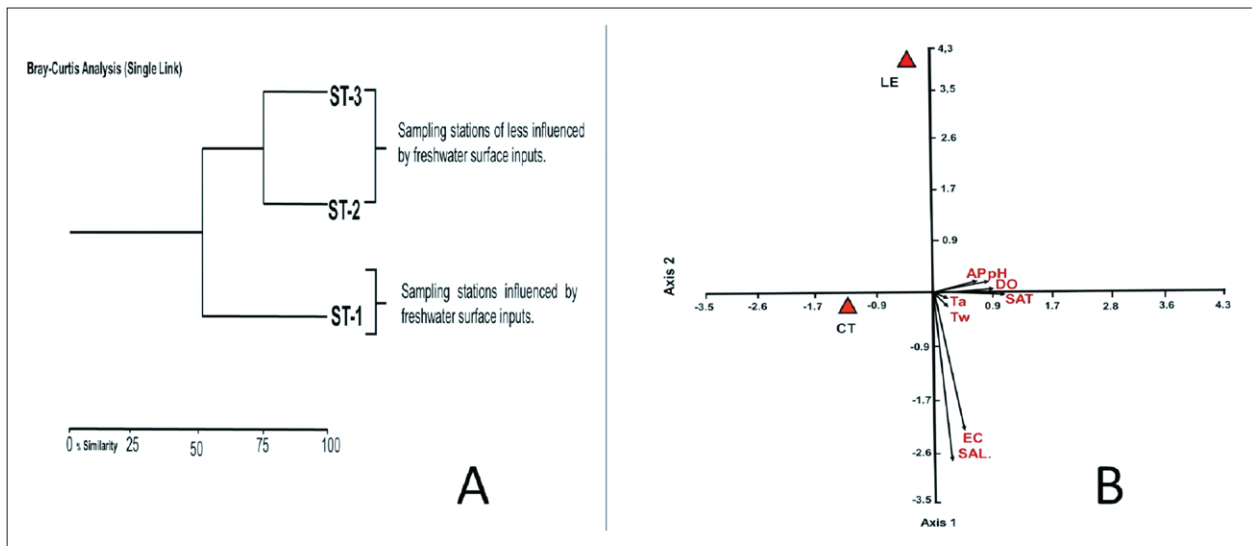 Bray-Curtis Analysis (Single Link)
ST-3
Sampling stations of less influenced
by freshwater surface inputs.
ST-2
Sampling stations influenced by
freshwater surface inputs.
ST-1
0 % Similarity 25 50 75 100
A
4,3
LE
3.5
2.6
1.7
0.9
Axis 2
APpH
DO
SAT
Ta
Tw
-3.5 -2.6 -1.7 -0.9 0.9 1.7 2.8 3.6 4.3
CT
-0.9
-1.7
EC
SAL.
-2.6
-3.5
Axis 1
B